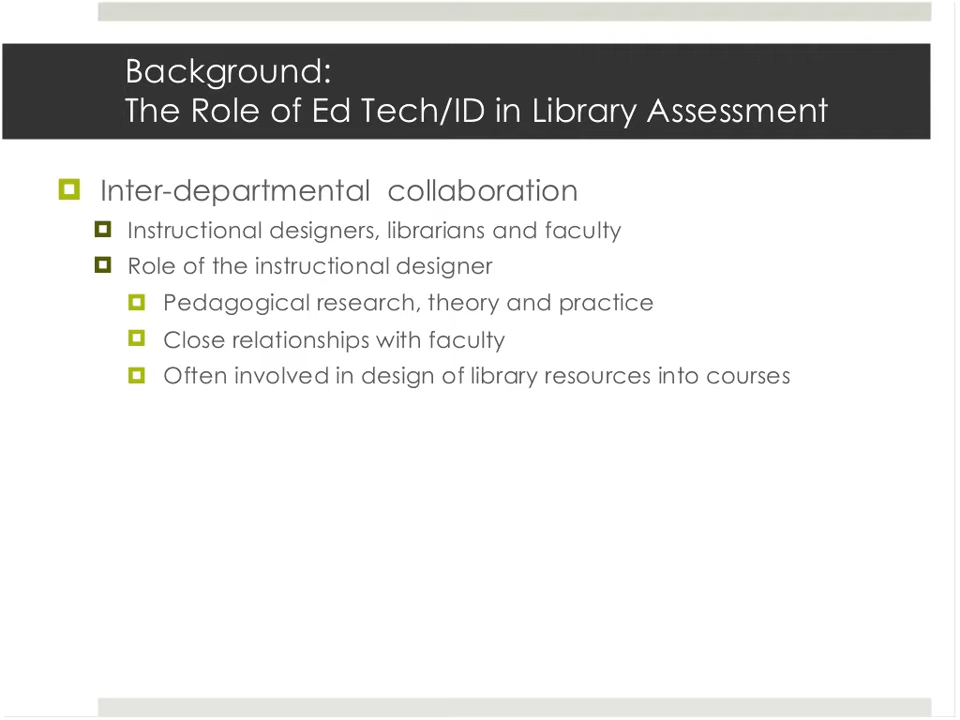 Background:
The Role of Ed Tech/ID in Library Assessment
Inter-departmental collaboration
Instructional designers, librarians and faculty
Role of the instructional designer
Pedagogical research, theory and practice
Close relationships with faculty
Often involved in design of library resources into courses